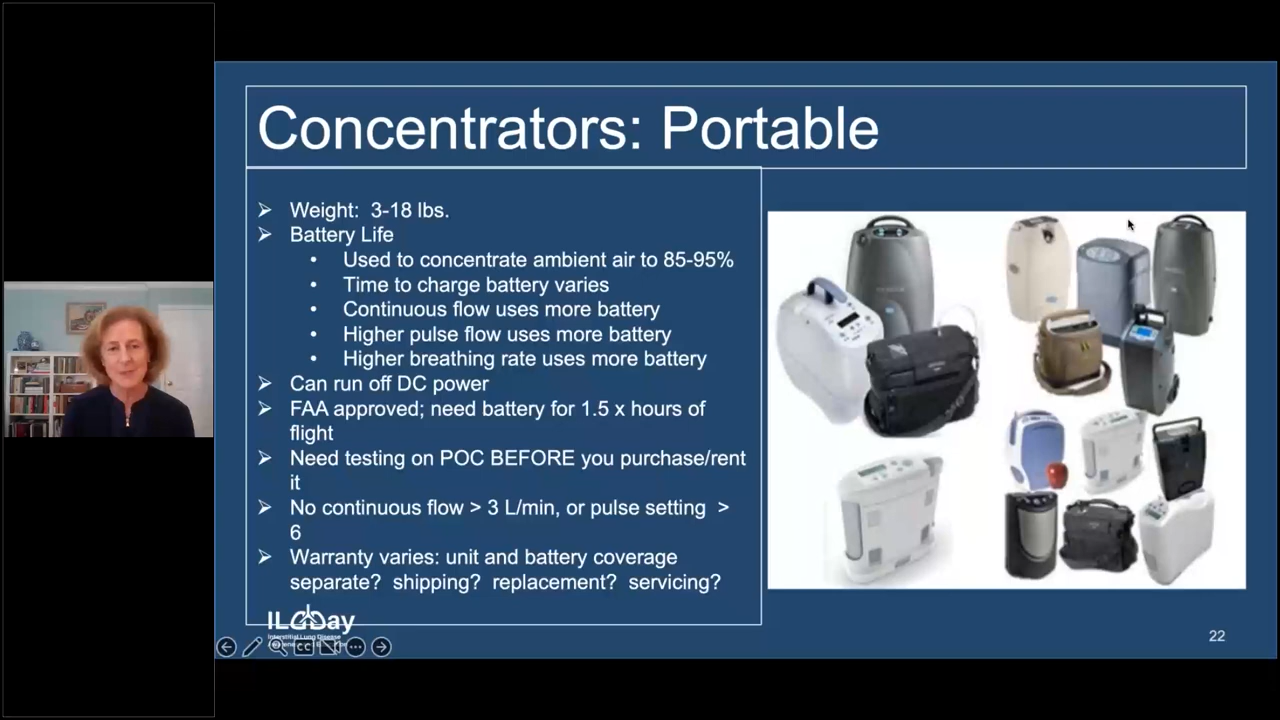 Concentrators: Portable
Weight: 3-18 lbs.
Battery Life
Used to concentrate ambient air to 85-95%
Time to charge battery varies
Continuous flow uses more battery
Higher pulse flow uses more battery
Higher breathing rate uses more battery
Can run off DC power
FAA approved; need battery for 1.5 x hours of
flight
Need testing on POC BEFORE you purchase/rent
it
No continuous flow > 3 L/min, or pulse setting >
6
Warranty varies: unit and battery coverage
separate? shipping? replacement? servicing?
ILDDay
Interstitial Lung Disease
CC
22